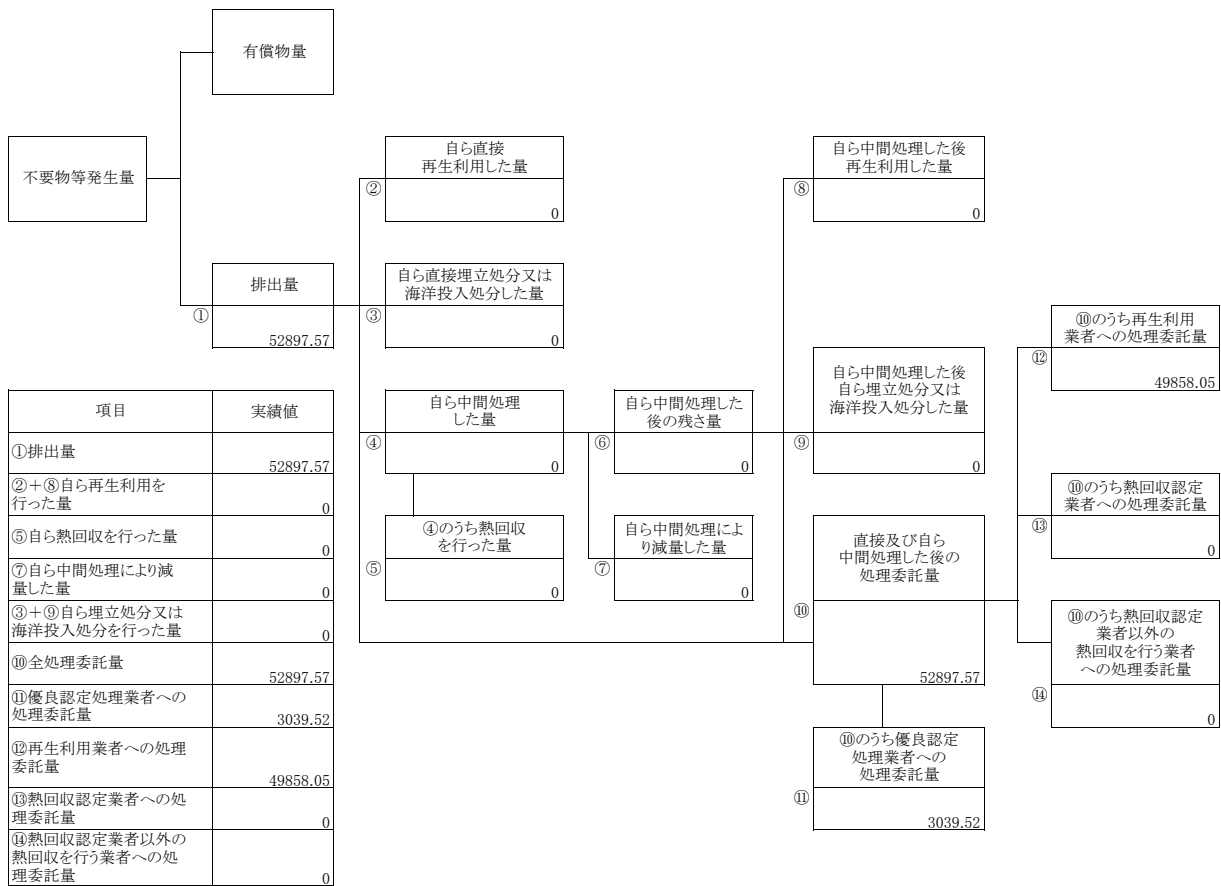 有償物量
不要物等発生量
排出量
①
52897.57
自ら直接
再生利用した量
②
0
自ら直接埋立処分又は
海洋投入処分した量
③
0
自ら中間処理
した量
④
0
④のうち熱回収
を行った量
⑤
0
自ら中間処理した
後の残さ量
⑥
0
自ら中間処理によ
り減量した量
⑦
0
自ら中間処理した後
再生利用した量
⑧
0
自ら中間処理した後
自ら埋立処分又は
海洋投入処分した量
⑨
0
直接及び自ら
中間処理した後の
処理委託量
⑩
52897.57
⑩のうち優良認定
処理業者への
処理委託量
⑪
3039.52
⑩のうち再生利用
業者への処理委託量
⑫
49858.05
⑩のうち熱回収認定
業者への処理委託量
⑬
0
⑩のうち熱回収認定
業者以外の
熱回収を行う業者
への処理委託量
⑭
0
項目 実績値
①排出量
52897.57
②＋⑧自ら再生利用を
行った量
0
⑤自ら熱回収を行った量
0
⑦自ら中間処理により減
量した量
0
③＋⑨自ら埋立処分又は
海洋投入処分を行った量
0
⑩全処理委託量
52897.57
⑪優良認定処理業者への
処理委託量
3039.52
⑫再生利用業者への処理
委託量
49858.05
⑬熱回収認定業者への処
理委託量
0
⑭熱回収認定業者以外の
熱回収を行う業者への処
理委託量
0